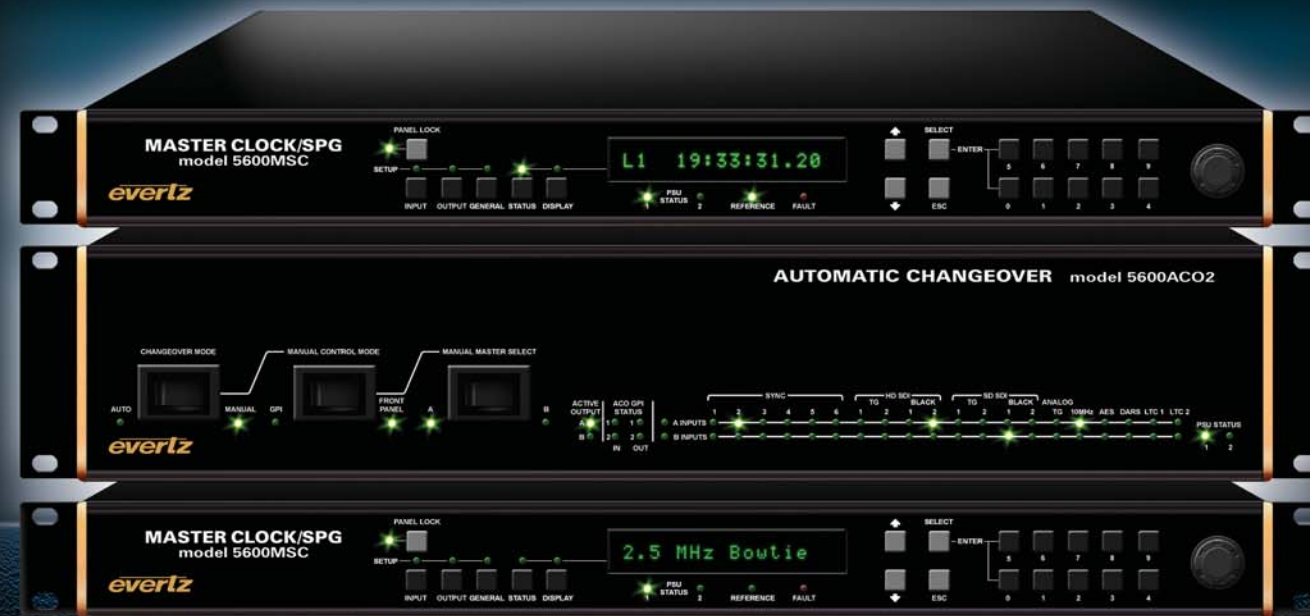 MASTER CLOCK/SPG
model 5600MSC
evertz
PANEL LOCK
SETUP
INPUT OUTPUT GENERAL STATUS DISPLAY
L1 19:33:31.20
PSU STATUS
1 2 REFERENCE FAULT
SELECT
ENTER
ESC
5 6 7 8 9
0 1 2 3 4
AUTOMATIC CHANGEOVER model 5600ACO2
CHANGEOVER MODE
MANUAL CONTROL MODE
MANUAL MASTER SELECT
AUTO
MANUAL
GPI
FRONT PANEL
A
B
ACTIVE OUTPUT
A
B
ACO GPI STATUS
1 1
2 2
IN OUT
SYNC
1 2 3 4 5 6
HD SDI
TG BLACK
1 2 1 2
SD SDI
TG BLACK
1 2 1 2
ANALOG
TG 10MHz AES DARS LTC 1 LTC 2
A INPUTS
B INPUTS
PSU STATUS
1 2
evertz
MASTER CLOCK/SPG
model 5600MSC
evertz
PANEL LOCK
SETUP
INPUT OUTPUT GENERAL STATUS DISPLAY
2.5 MHz Bowtie
PSU STATUS
1 2 REFERENCE FAULT
SELECT
ENTER
ESC
5 6 7 8 9
0 1 2 3 4